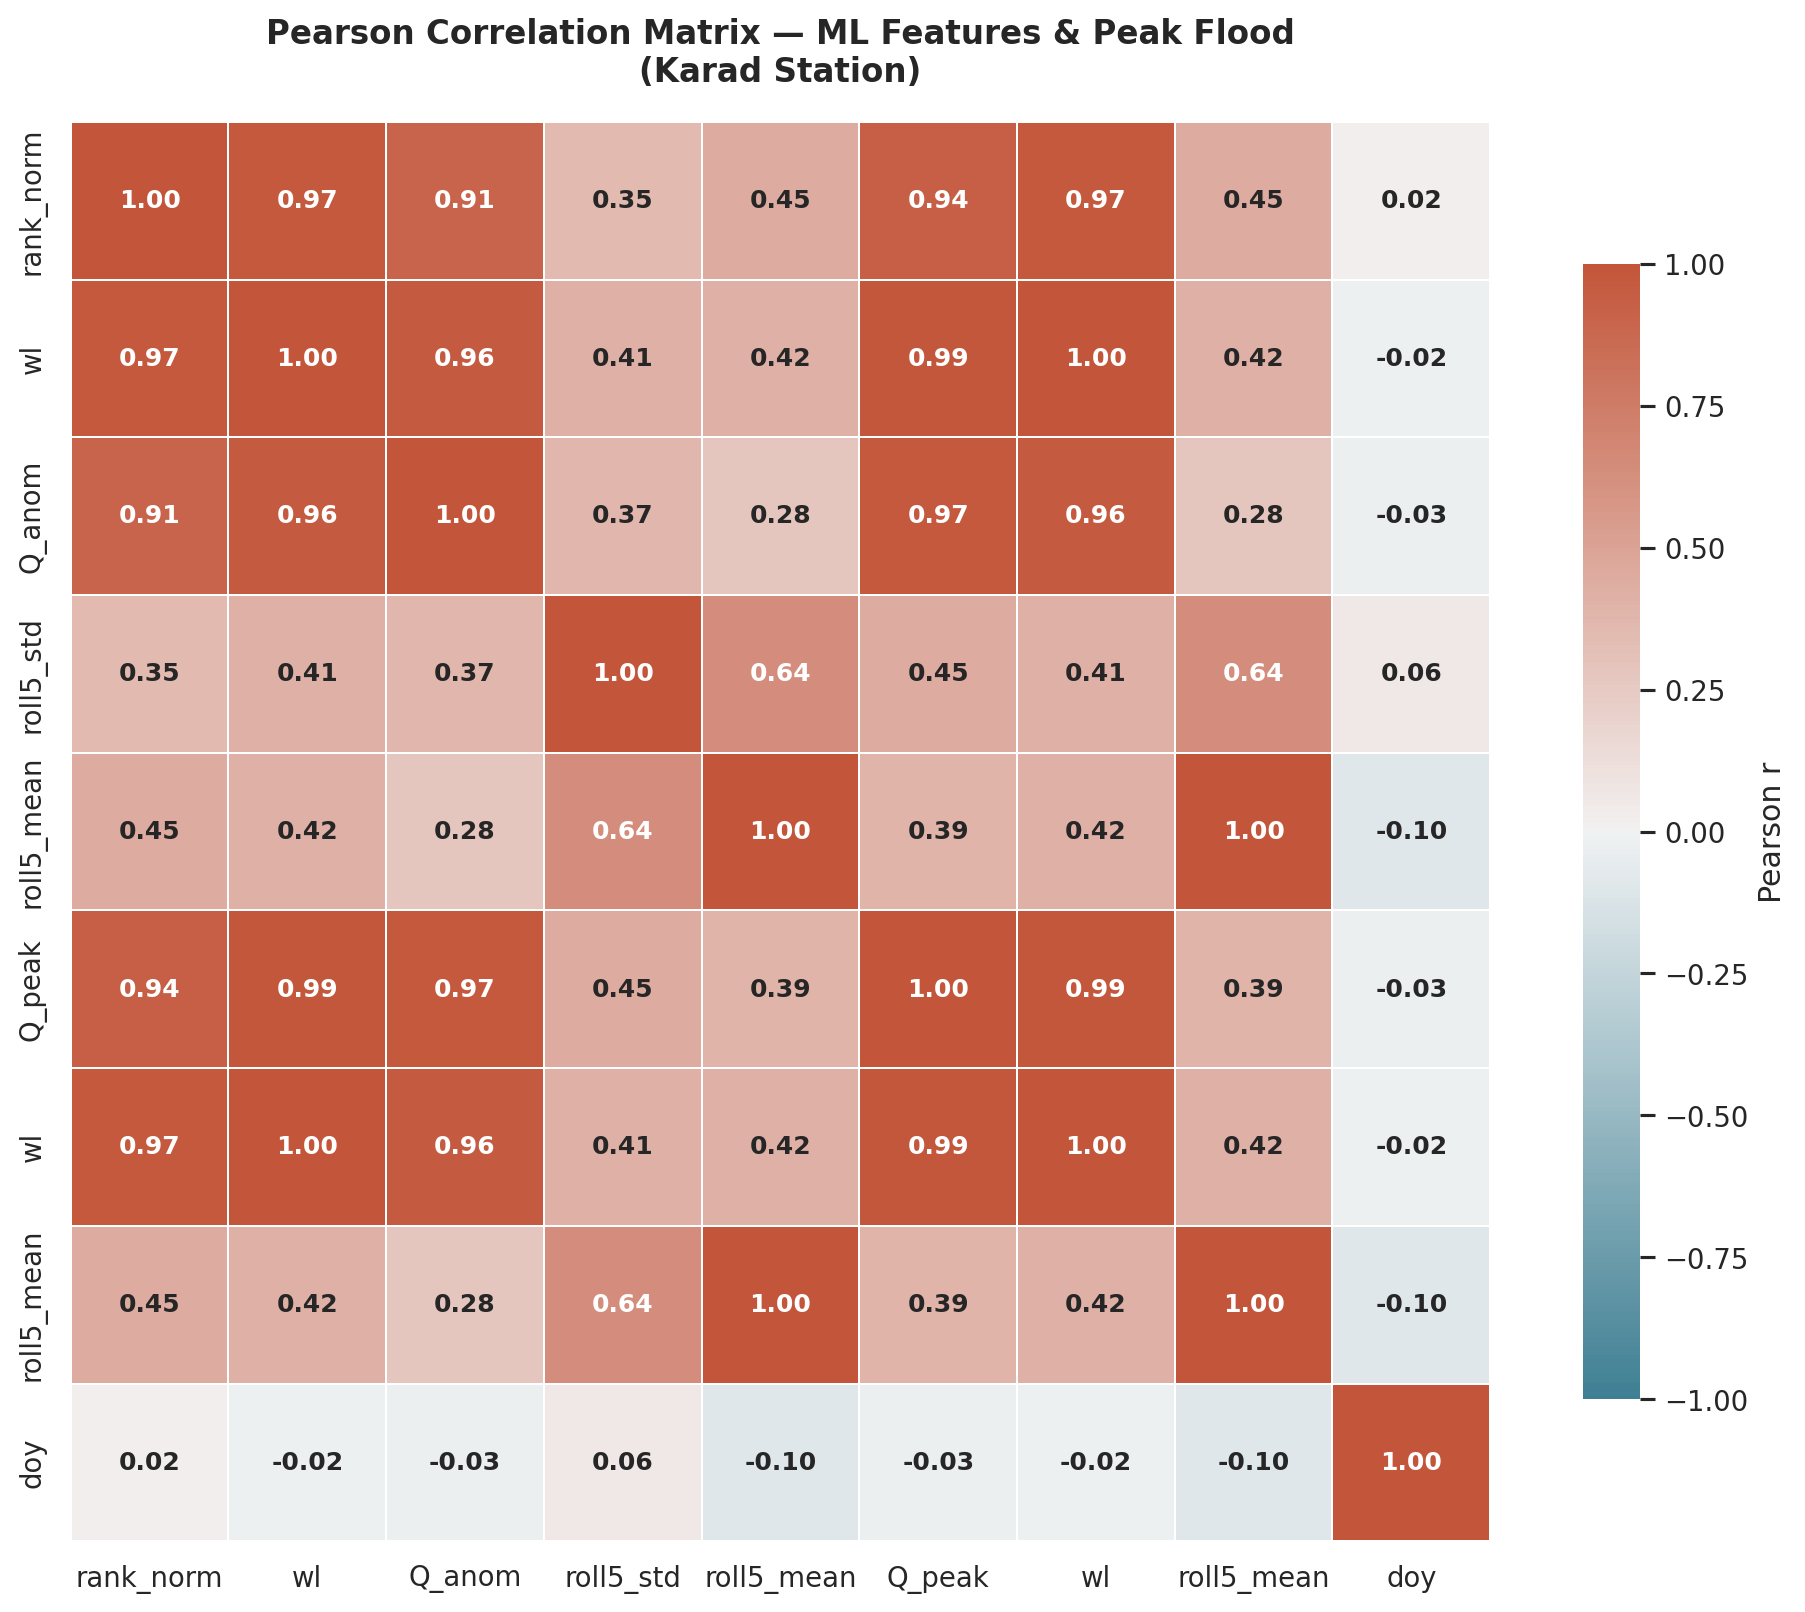 Pearson Correlation Matrix — ML Features & Peak Flood
(Karad Station)
rank_norm 1.00 0.97 0.91 0.35 0.45 0.94 0.97 0.45 0.02
wl 0.97 1.00 0.96 0.41 0.42 0.99 1.00 0.42 -0.02
Q_anom 0.91 0.96 1.00 0.37 0.28 0.97 0.96 0.28 -0.03
roll5_std 0.35 0.41 0.37 1.00 0.64 0.45 0.41 0.64 0.06
roll5_mean 0.45 0.42 0.28 0.64 1.00 0.39 0.42 1.00 -0.10
Q_peak 0.94 0.99 0.97 0.45 0.39 1.00 0.99 0.39 -0.03
wl 0.97 1.00 0.96 0.41 0.42 0.99 1.00 0.42 -0.02
roll5_mean 0.45 0.42 0.28 0.64 1.00 0.39 0.42 1.00 -0.10
doy 0.02 -0.02 -0.03 0.06 -0.10 -0.03 -0.02 -0.10 1.00
rank_norm wl Q_anom roll5_std roll5_mean Q_peak wl roll5_mean doy
1.00
0.75
0.50
0.25
0.00
−0.25
−0.50
−0.75
−1.00
Pearson r